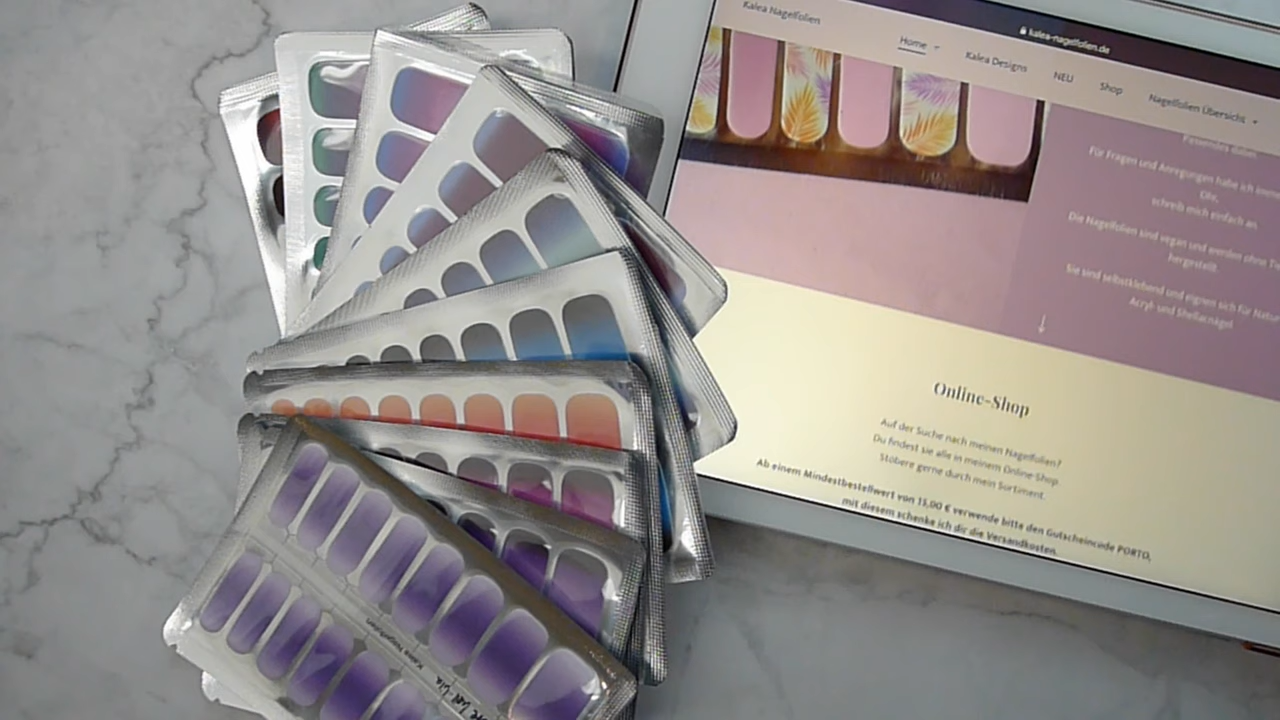 Kalea Nagelfolien
kalea-nagelfolien.de
Home
Kalea Designs
NEU
Shop
Nagelfolien Übersicht
Für Fragen und Anregungen habe ich
Ohr,
schreib mich einfach an.
Die Nagelfolien sind vegan und werden ohne
hergestellt
Sie sind selbstklebend und eignen sich für
Acryl- und Shellacnägel
Online-Shop
Auf der Suche nach meinen Nagelfolien?
Du findest sie alle in meinem Online-Shop.
Stöbere gerne durch mein Sortiment.
Ab einem Mindestbestellwert von 15,00 € verwende bitte den Gutscheincode PORTO,
mit diesem schenke ich dir die Versandkosten.
Kalea Nagelfolien